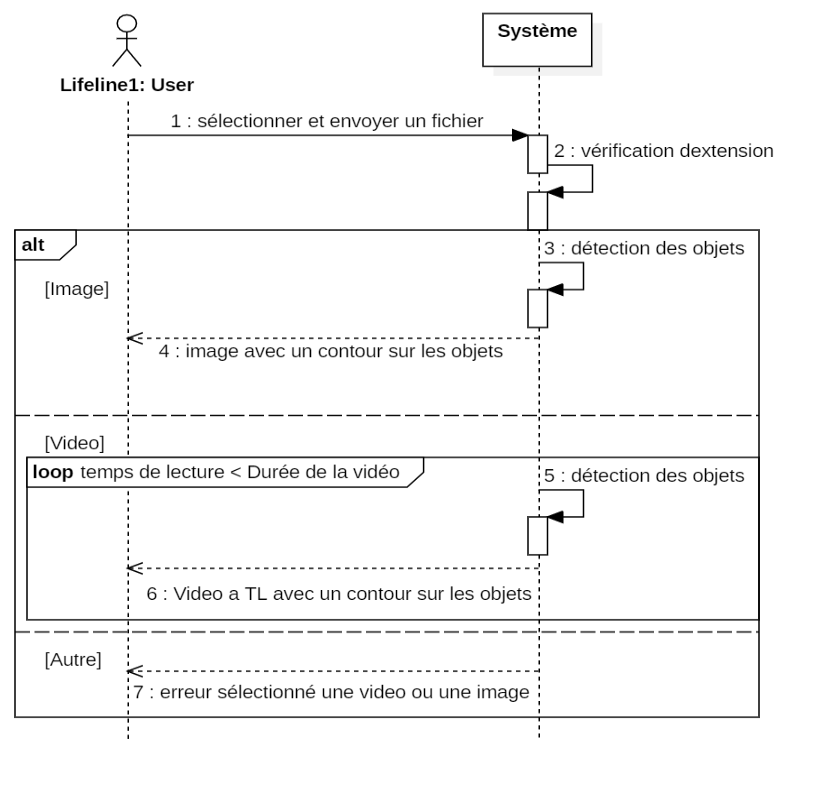 Système
Lifeline1: User
1 : sélectionner et envoyer un fichier
2 : vérification dextension
alt
3 : détection des objets
[Image]
4 : image avec un contour sur les objets
[Video]
loop temps de lecture < Durée de la vidéo
5 : détection des objets
6 : Video a TL avec un contour sur les objets
[Autre]
7 : erreur sélectionné une video ou une image